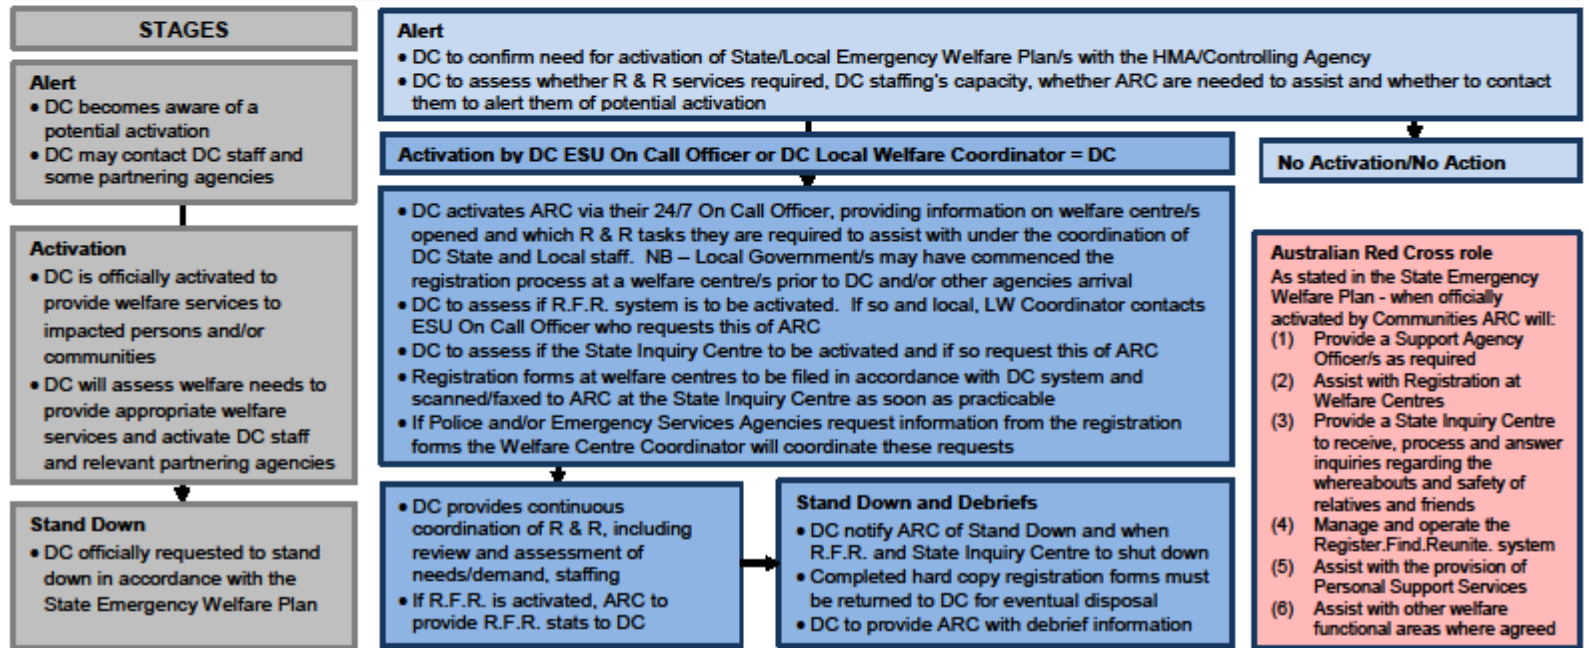 STAGES
Alert
• DC becomes aware of a
potential activation
• DC may contact DC staff and
some partnering agencies
Activation
• DC is officially activated to
provide welfare services to
impacted persons and/or
communities
• DC will assess welfare needs to
provide appropriate welfare
services and activate DC staff
and relevant partnering agencies
Stand Down
• DC officially requested to stand
down in accordance with the
State Emergency Welfare Plan
Alert
• DC to confirm need for activation of State/Local Emergency Welfare Plan/s with the HMA/Controlling Agency
• DC to assess whether R & R services required, DC staffing's capacity, whether ARC are needed to assist and whether to contact
them to alert them of potential activation
Activation by DC ESU On Call Officer or DC Local Welfare Coordinator = DC
No Activation/No Action
• DC activates ARC via their 24/7 On Call Officer, providing information on welfare centre/s
opened and which R & R tasks they are required to assist with under the coordination of
DC State and Local staff.  NB – Local Government/s may have commenced the
registration process at a welfare centre/s prior to DC and/or other agencies arrival
• DC to assess if R.F.R. system is to be activated.  If so and local, LW Coordinator contacts
ESU On Call Officer who requests this of ARC
• DC to assess if the State Inquiry Centre to be activated and if so request this of ARC
• Registration forms at welfare centres to be filed in accordance with DC system and
scanned/faxed to ARC at the State Inquiry Centre as soon as practicable
• If Police and/or Emergency Services Agencies request information from the registration
forms the Welfare Centre Coordinator will coordinate these requests
• DC provides continuous
coordination of R & R, including
review and assessment of
needs/demand, staffing
• If R.F.R. is activated, ARC to
provide R.F.R. stats to DC
Stand Down and Debriefs
• DC notify ARC of Stand Down and when
R.F.R. and State Inquiry Centre to shut down
• Completed hard copy registration forms must
be returned to DC for eventual disposal
• DC to provide ARC with debrief information
Australian Red Cross role
As stated in the State Emergency
Welfare Plan - when officially
activated by Communities ARC will:
(1) Provide a Support Agency
Officer/s as required
(2) Assist with Registration at
Welfare Centres
(3) Provide a State Inquiry Centre
to receive, process and answer
inquiries regarding the
whereabouts and safety of
relatives and friends
(4) Manage and operate the
Register.Find.Reunite. system
(5) Assist with the provision of
Personal Support Services
(6) Assist with other welfare
functional areas where agreed